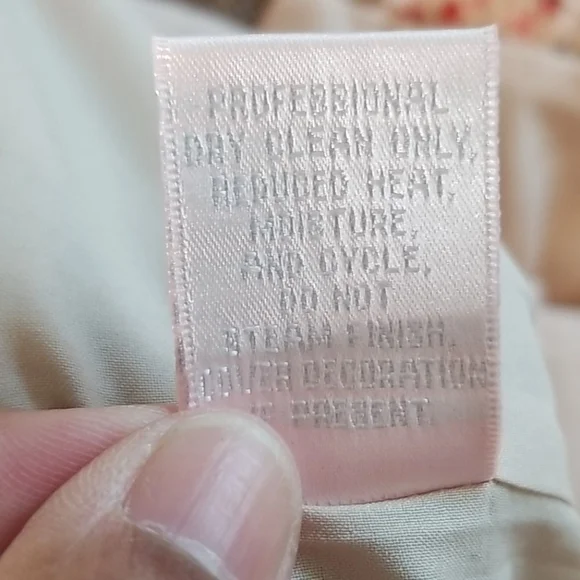 PROFESSIONAL
DRY CLEAN ONLY,
REDUCED HEAT,
MOISTURE,
AND CYCLE,
DO NOT
STEAM FINISH.
COVER DECORATION
IF PRESENT.